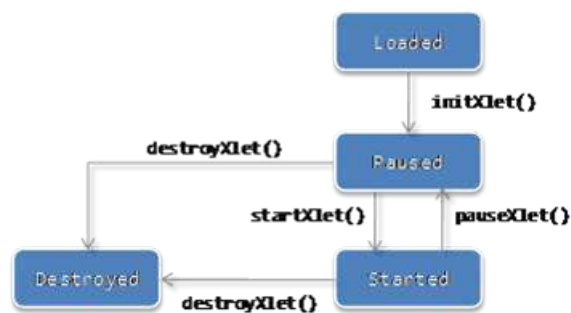 Loaded
initXlet()
destroyXlet()
Paused
startXlet()
pauseXlet()
Destroyed
Started
destroyXlet()